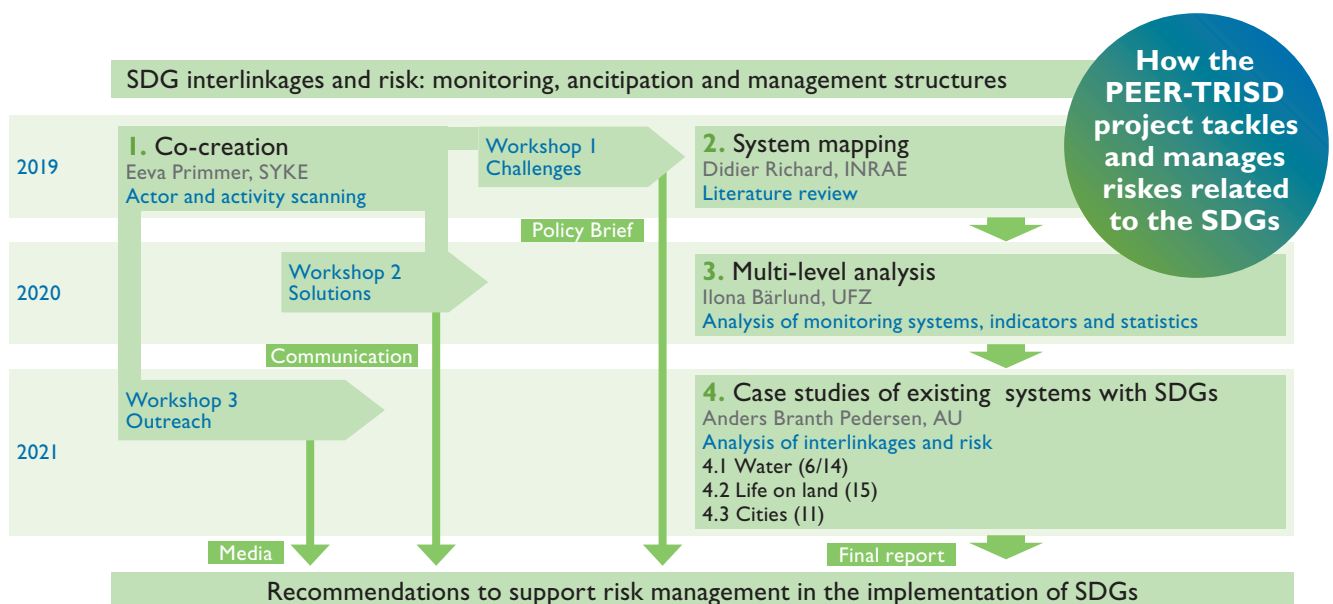 How the
PEER-TRISD
project tackles
and manages
riskes related
to the SDGs
SDG interlinkages and risk: monitoring, ancitipation and management structures
2019
1. Co-creation
Eeva Primmer, SYKE
Actor and activity scanning
Workshop 1
Challenges
2. System mapping
Didier Richard, INRAE
Literature review
Policy Brief
2020
Workshop 2
Solutions
3. Multi-level analysis
Ilona Bärlund, UFZ
Analysis of monitoring systems, indicators and statistics
Communication
2021
Workshop 3
Outreach
4. Case studies of existing systems with SDGs
Anders Branth Pedersen, AU
Analysis of interlinkages and risk
4.1 Water (6/14)
4.2 Life on land (15)
4.3 Cities (11)
Media
Final report
Recommendations to support risk management in the implementation of SDGs